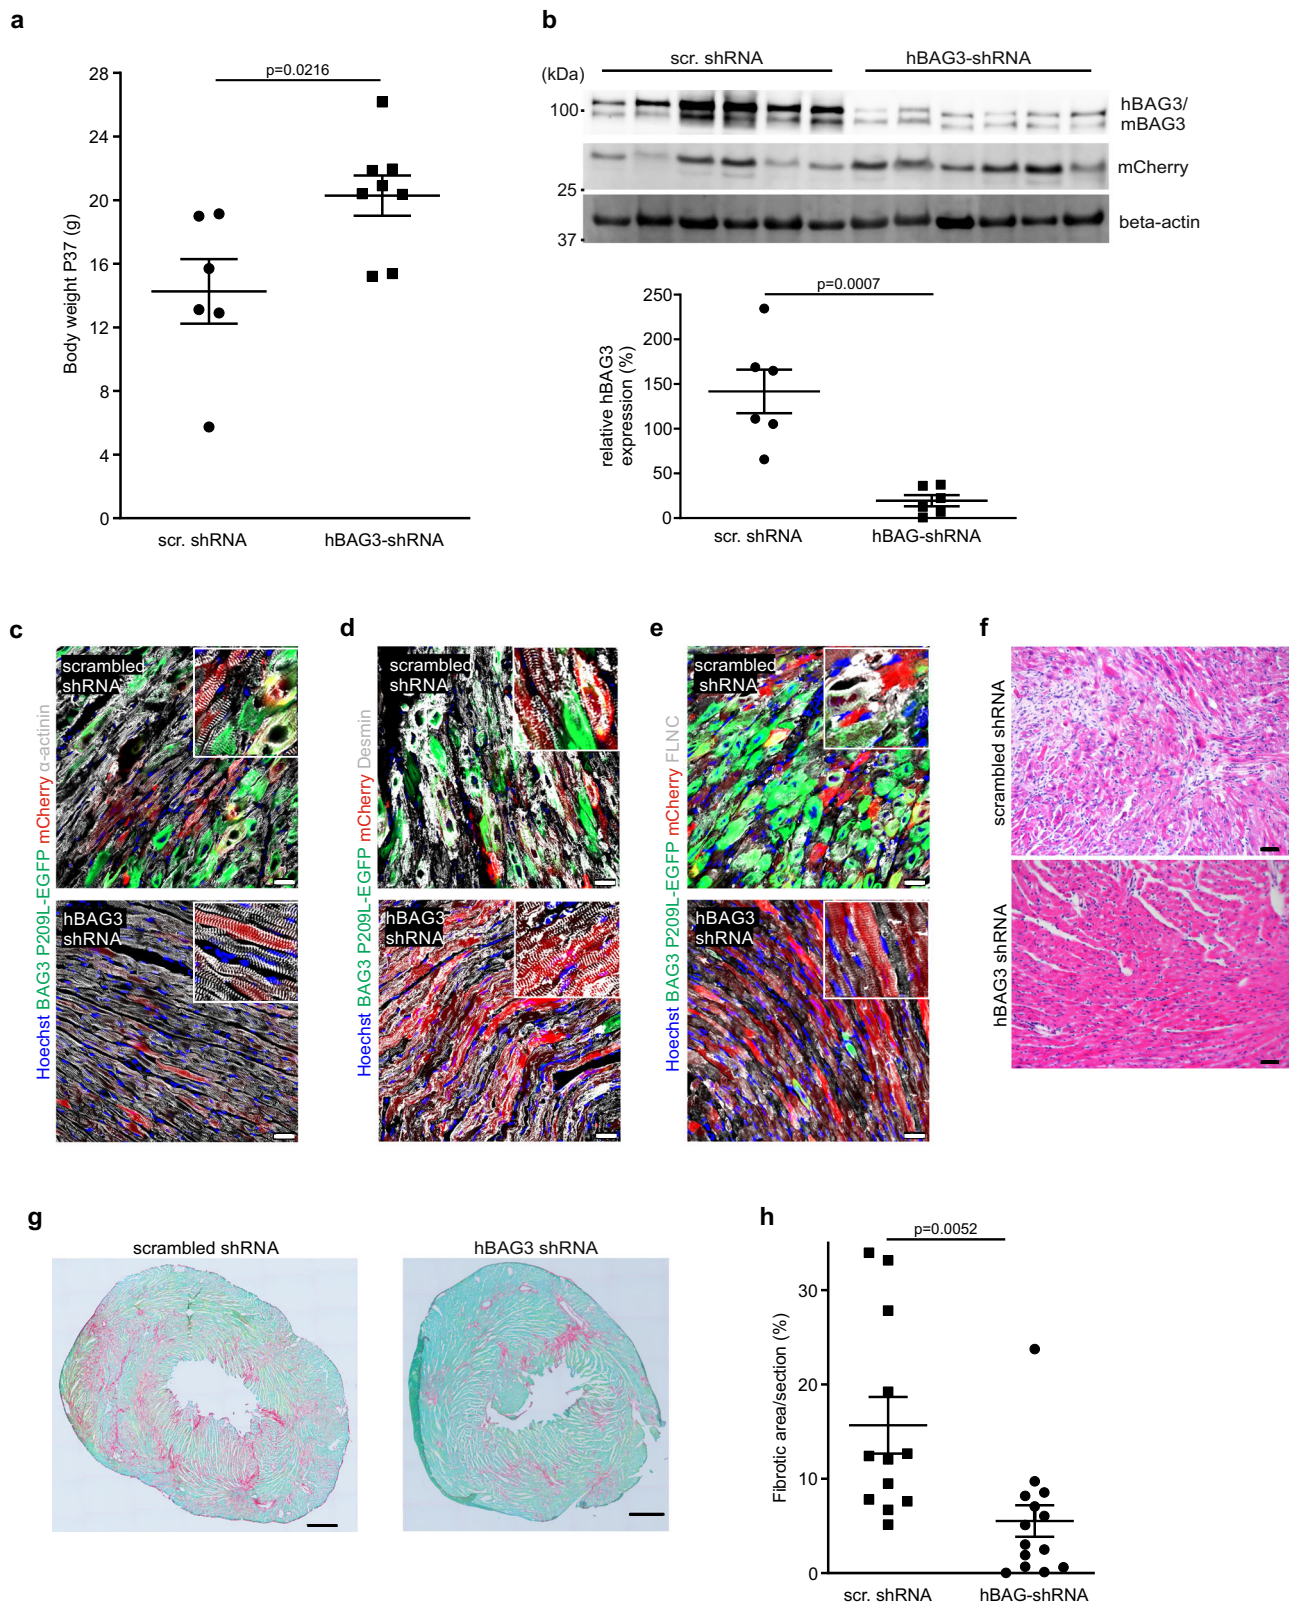 a
p=0.0216
28
24
20
16
12
8
4
0
Body weight P37 (g)
scr. shRNA
hBAG3-shRNA
b
(kDa)
scr. shRNA
hBAG3-shRNA
100
hBAG3/
mBAG3
mCherry
25
beta-actin
37
p=0.0007
250
200
150
100
50
0
relative hBAG3
expression (%)
scr. shRNA
hBAG-shRNA
c
Hoechst BAG3 P209L-EGFP mCherry α-actinin
scrambled
shRNA
hBAG3
shRNA
d
Hoechst BAG3 P209L-EGFP mCherry Desmin
scrambled
shRNA
hBAG3
shRNA
e
Hoechst BAG3 P209L-EGFP mCherry FLNC
scrambled
shRNA
hBAG3
shRNA
f
scrambled shRNA
hBAG3 shRNA
g
scrambled shRNA
hBAG3 shRNA
h
p=0.0052
30
20
10
0
Fibrotic area/section (%)
scr. shRNA
hBAG-shRNA